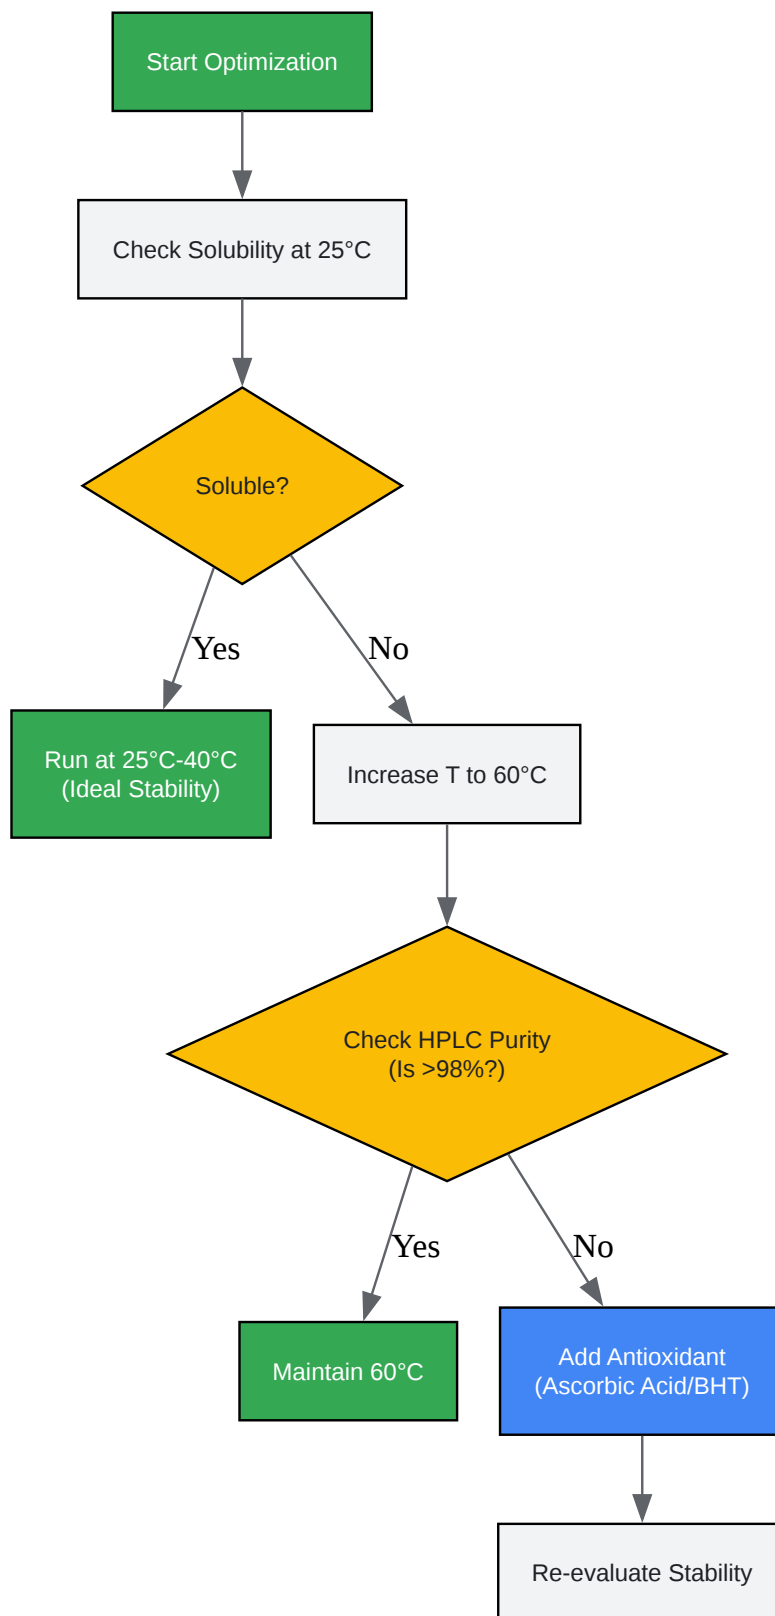 Start Optimization
Check Solubility at 25°C
Soluble?
Yes
No
Run at 25°C-40°C
(Ideal Stability)
Increase T to 60°C
Check HPLC Purity
(Is >98%?)
Yes
No
Maintain 60°C
Add Antioxidant
(Ascorbic Acid/BHT)
Re-evaluate Stability